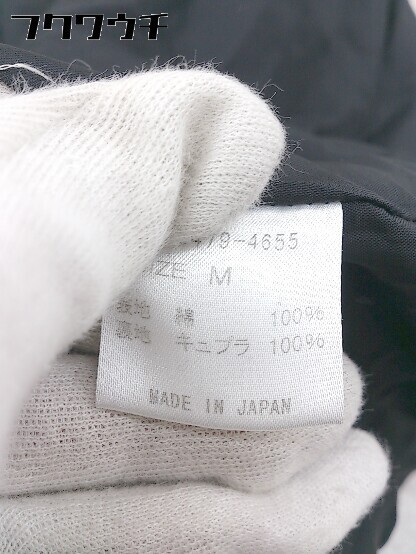 フクワウチ
479-4655
SIZE M
表地 綿 100%
裏地 キュプラ 100%
MADE IN JAPAN